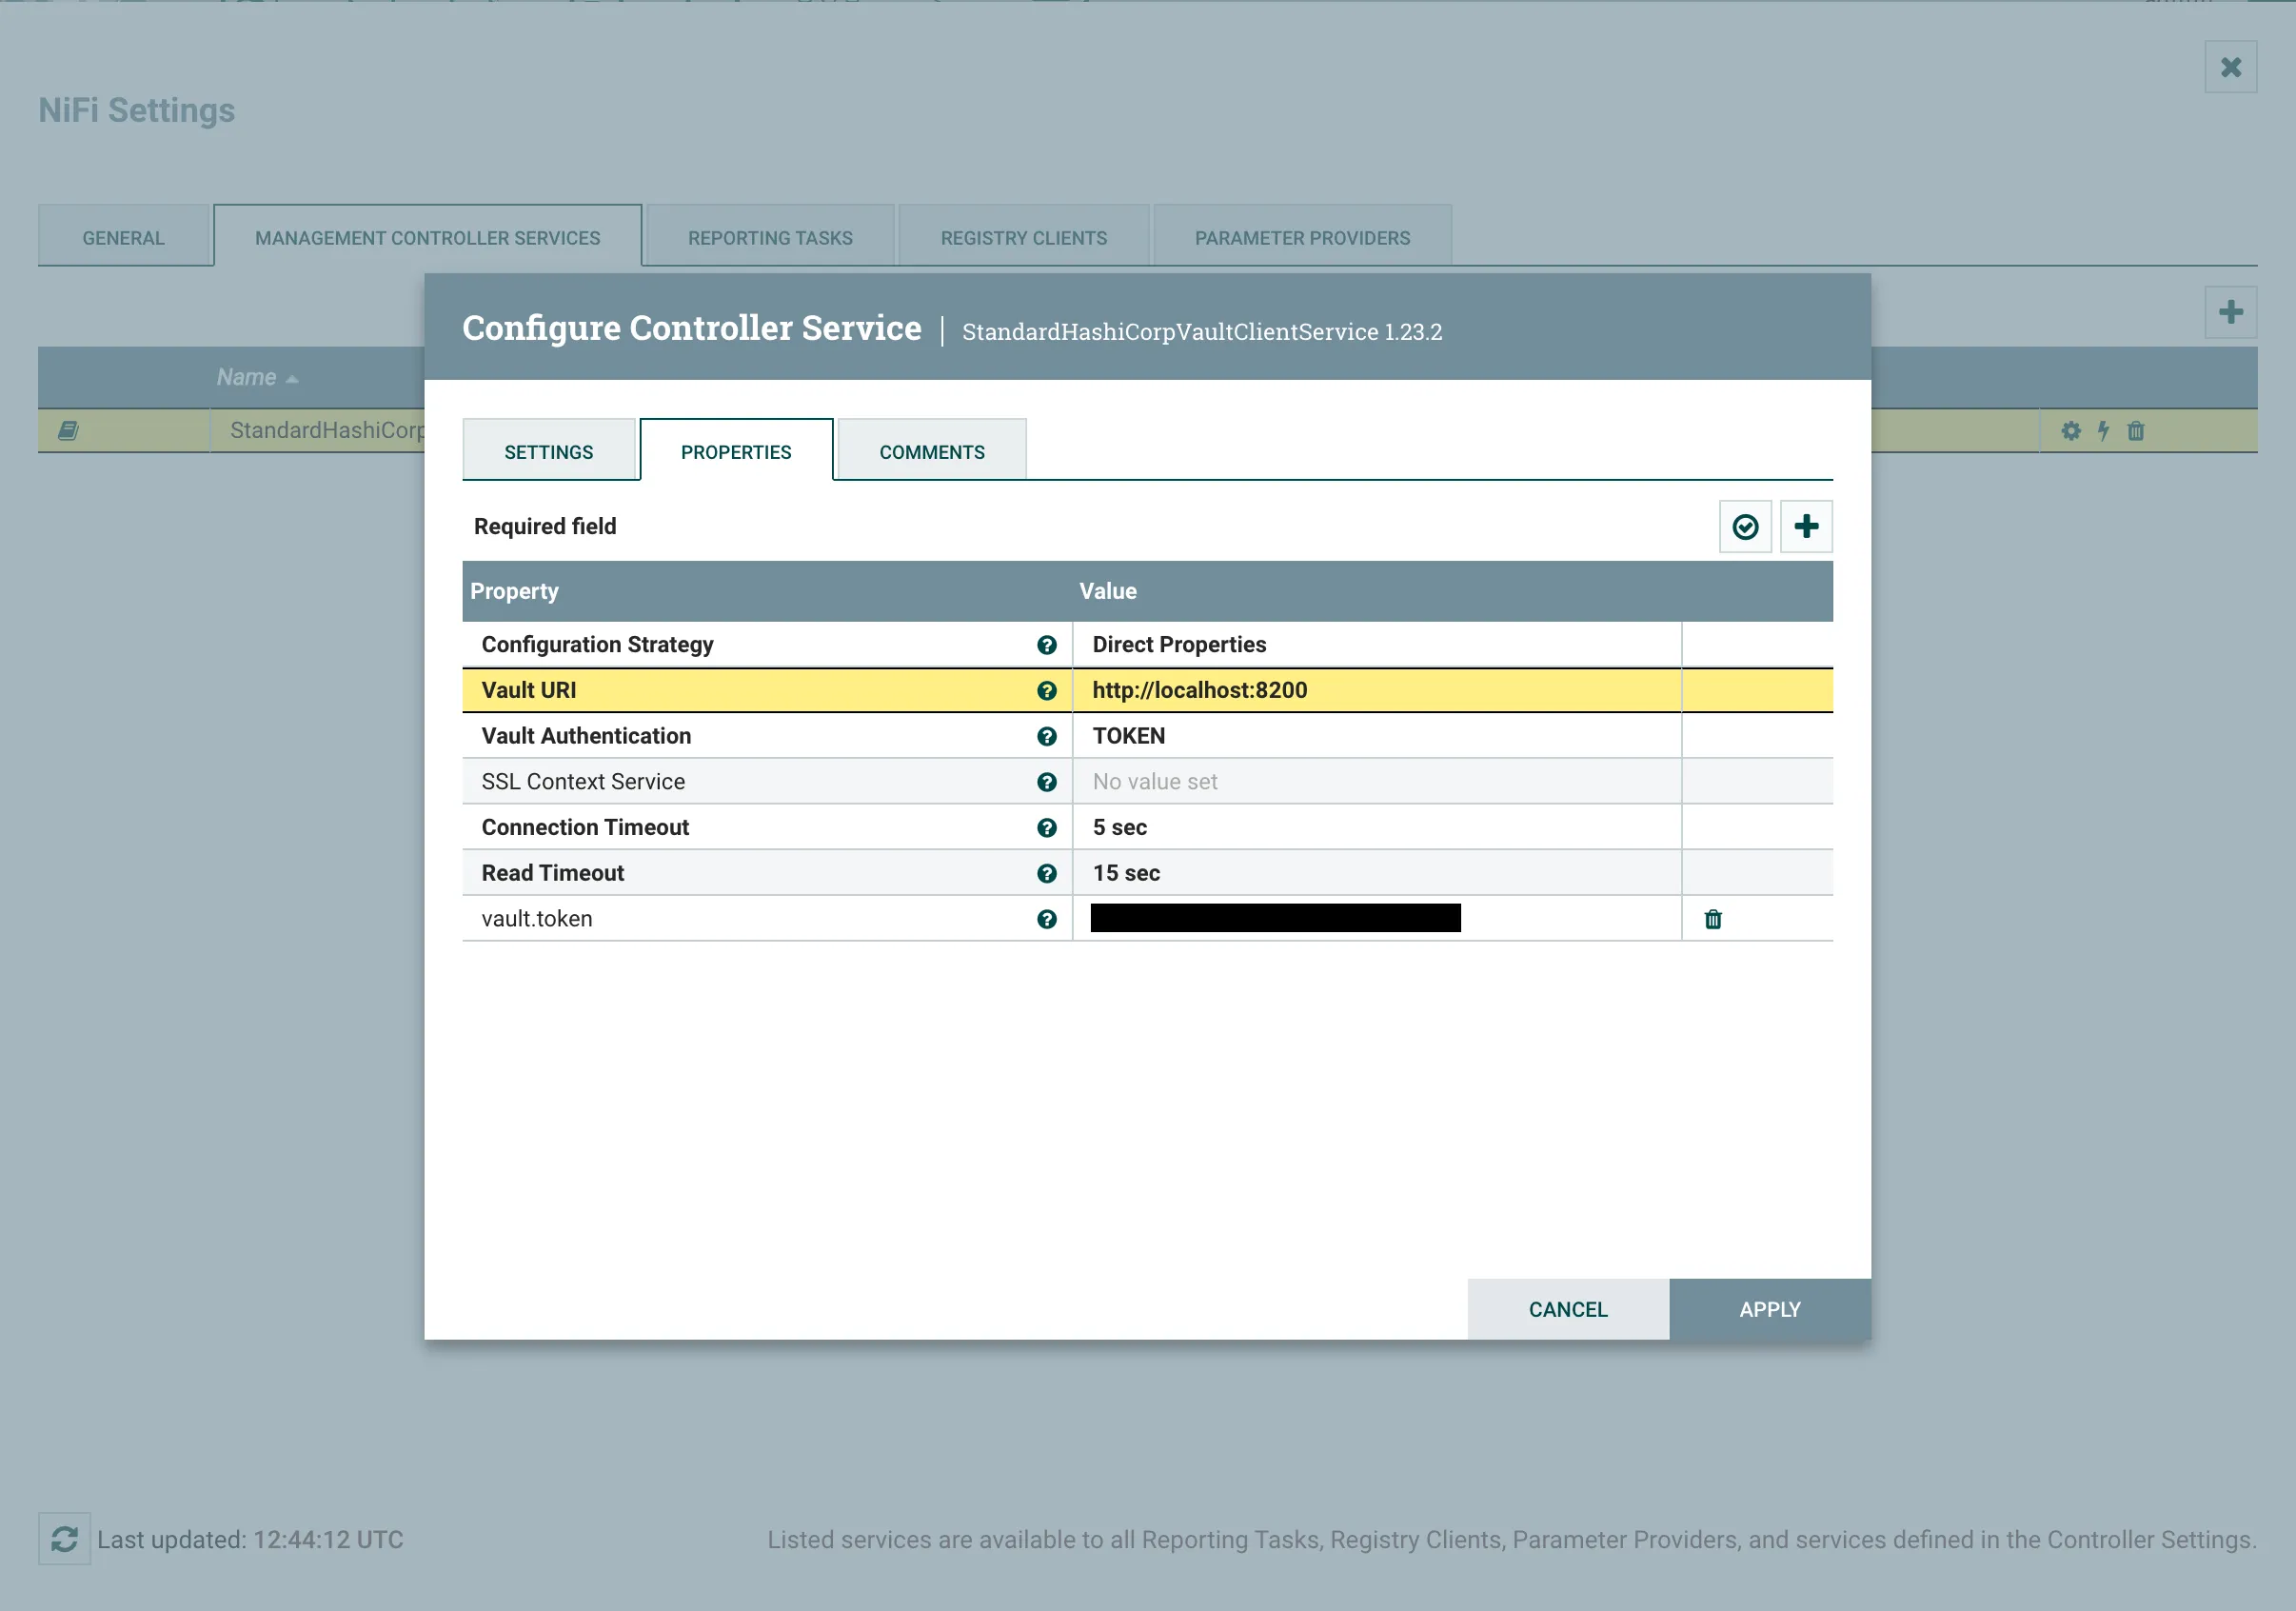 NiFi Settings
GENERAL
MANAGEMENT CONTROLLER SERVICES
REPORTING TASKS
REGISTRY CLIENTS
PARAMETER PROVIDERS
Name
StandardHashiCorp
Configure Controller Service | StandardHashiCorpVaultClientService 1.23.2
SETTINGS
PROPERTIES
COMMENTS
Required field
Property Value
Configuration Strategy Direct Properties
Vault URI http://localhost:8200
Vault Authentication TOKEN
SSL Context Service No value set
Connection Timeout 5 sec
Read Timeout 15 sec
vault.token
CANCEL
APPLY
Last updated: 12:44:12 UTC
Listed services are available to all Reporting Tasks, Registry Clients, Parameter Providers, and services defined in the Controller Settings.